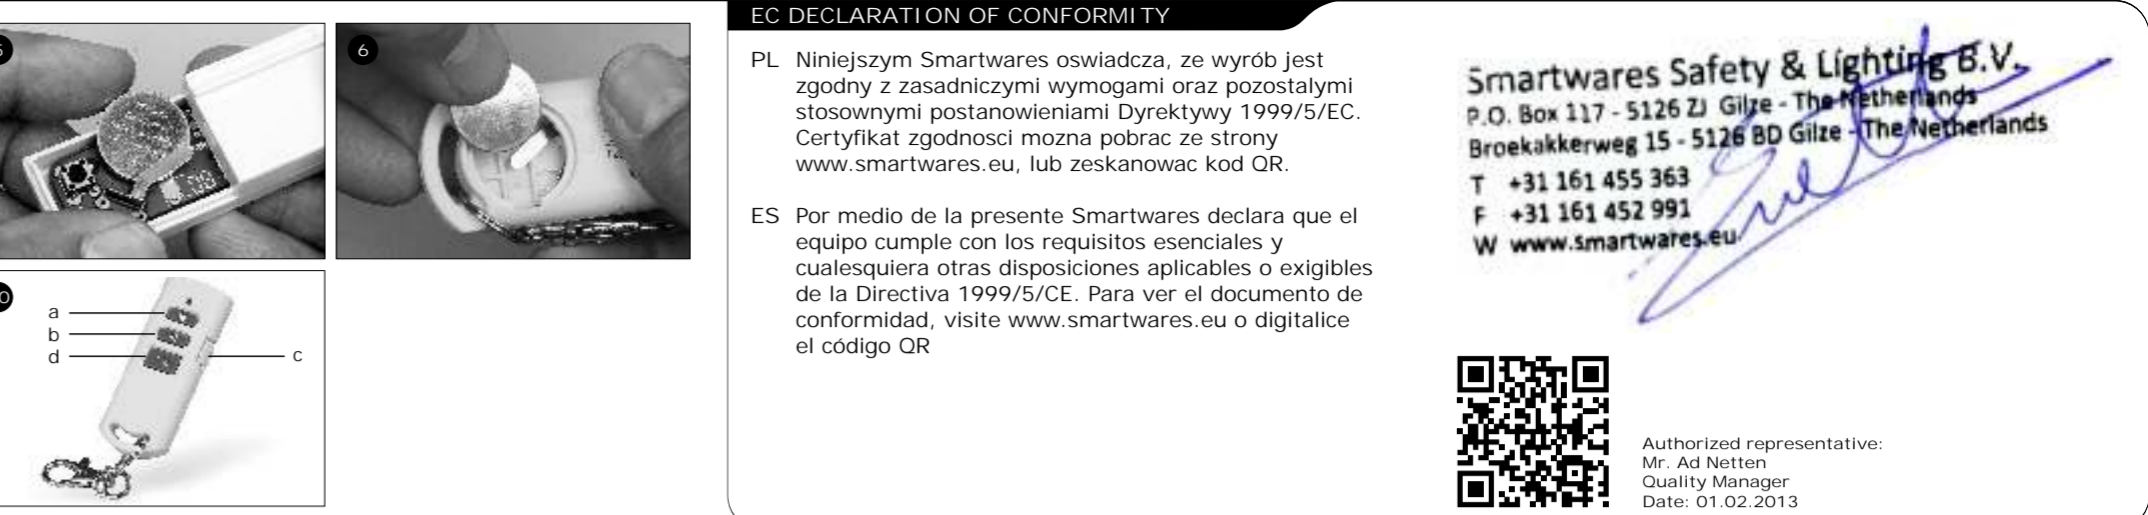 6
a
b
d
c
EC DECLARATION OF CONFORMITY
PL Niniejszym Smartwares oswiadcza, ze wyrób jest
zgodny z zasadniczymi wymogami oraz pozostalymi
stosownymi postanowieniami Dyrektywy 1999/5/EC.
Certyfikat zgodnosci mozna pobrac ze strony
www.smartwares.eu, lub zeskanowac kod QR.
ES Por medio de la presente Smartwares declara que el
equipo cumple con los requisitos esenciales y
cualesquiera otras disposiciones aplicables o exigibles
de la Directiva 1999/5/CE. Para ver el documento de
conformidad, visite www.smartwares.eu o digitalice
el código QR
Smartwares Safety & Lighting B.V.
P.O. Box 117 - 5126 ZJ Gilze - The Netherlands
Broekakkerweg 15 - 5126 BD Gilze - The Netherlands
T +31 161 455 363
F +31 161 452 991
W www.smartwares.eu
Authorized representative:
Mr. Ad Netten
Quality Manager
Date: 01.02.2013